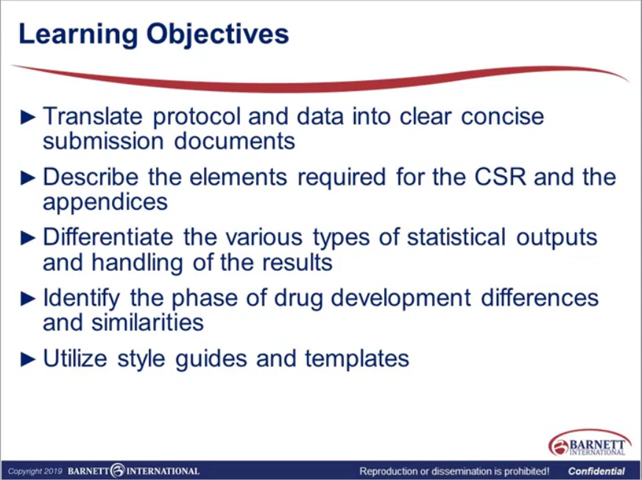 Learning Objectives
► Translate protocol and data into clear concise
submission documents
► Describe the elements required for the CSR and the
appendices
► Differentiate the various types of statistical outputs
and handling of the results
► Identify the phase of drug development differences
and similarities
► Utilize style guides and templates
BARNETT
INTERNATIONAL
Copyright 2019 BARNETT INTERNATIONAL Reproduction or dissemination is prohibited! Confidential